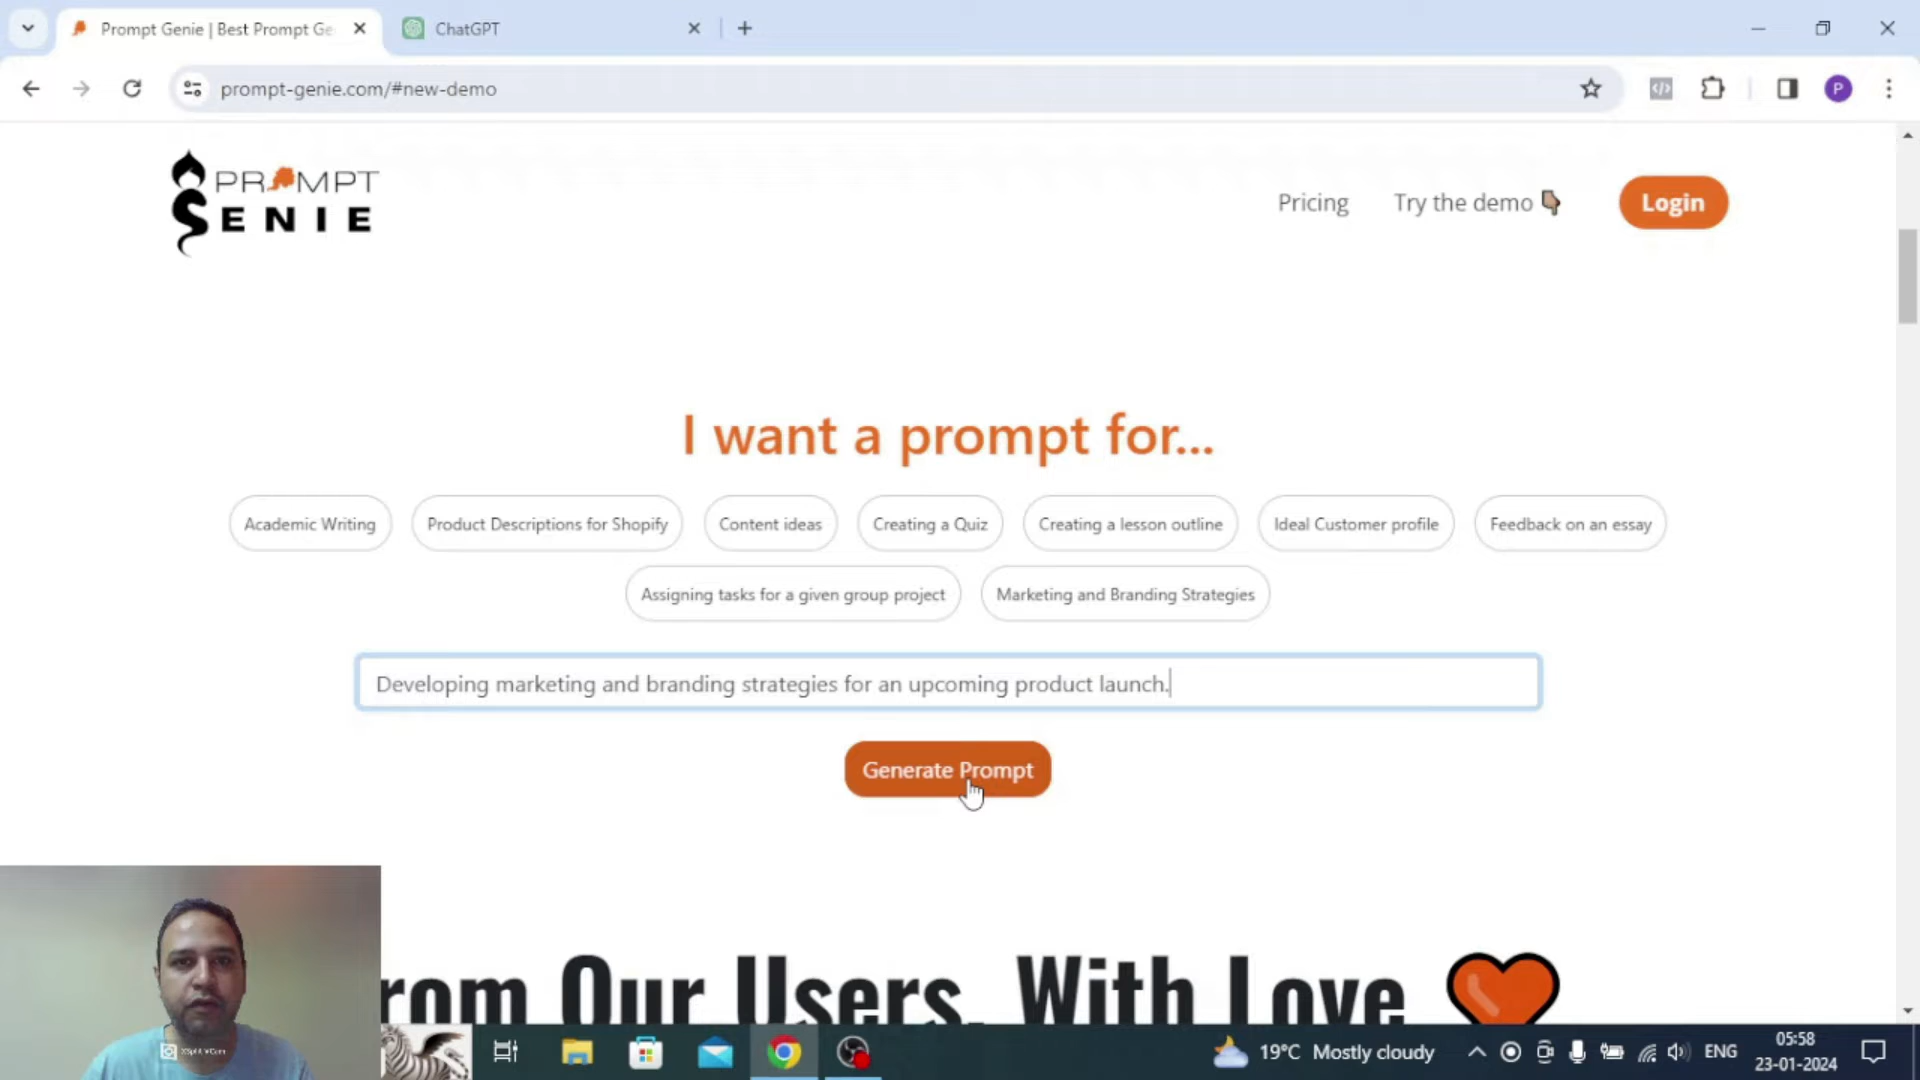 Prompt Genie | Best Prompt Ge
ChatGPT
prompt-genie.com/#new-demo
P
PROMPT
GENIE
Pricing
Try the demo 👇🏽
Login
I want a prompt for...
Academic Writing
Product Descriptions for Shopify
Content ideas
Creating a Quiz
Creating a lesson outline
Ideal Customer profile
Feedback on an essay
Assigning tasks for a given group project
Marketing and Branding Strategies
Developing marketing and branding strategies for an upcoming product launch.
Generate Prompt
rom Our Users, With Love
XSplit VCam
19°C Mostly cloudy
ENG
05:58
23-01-2024